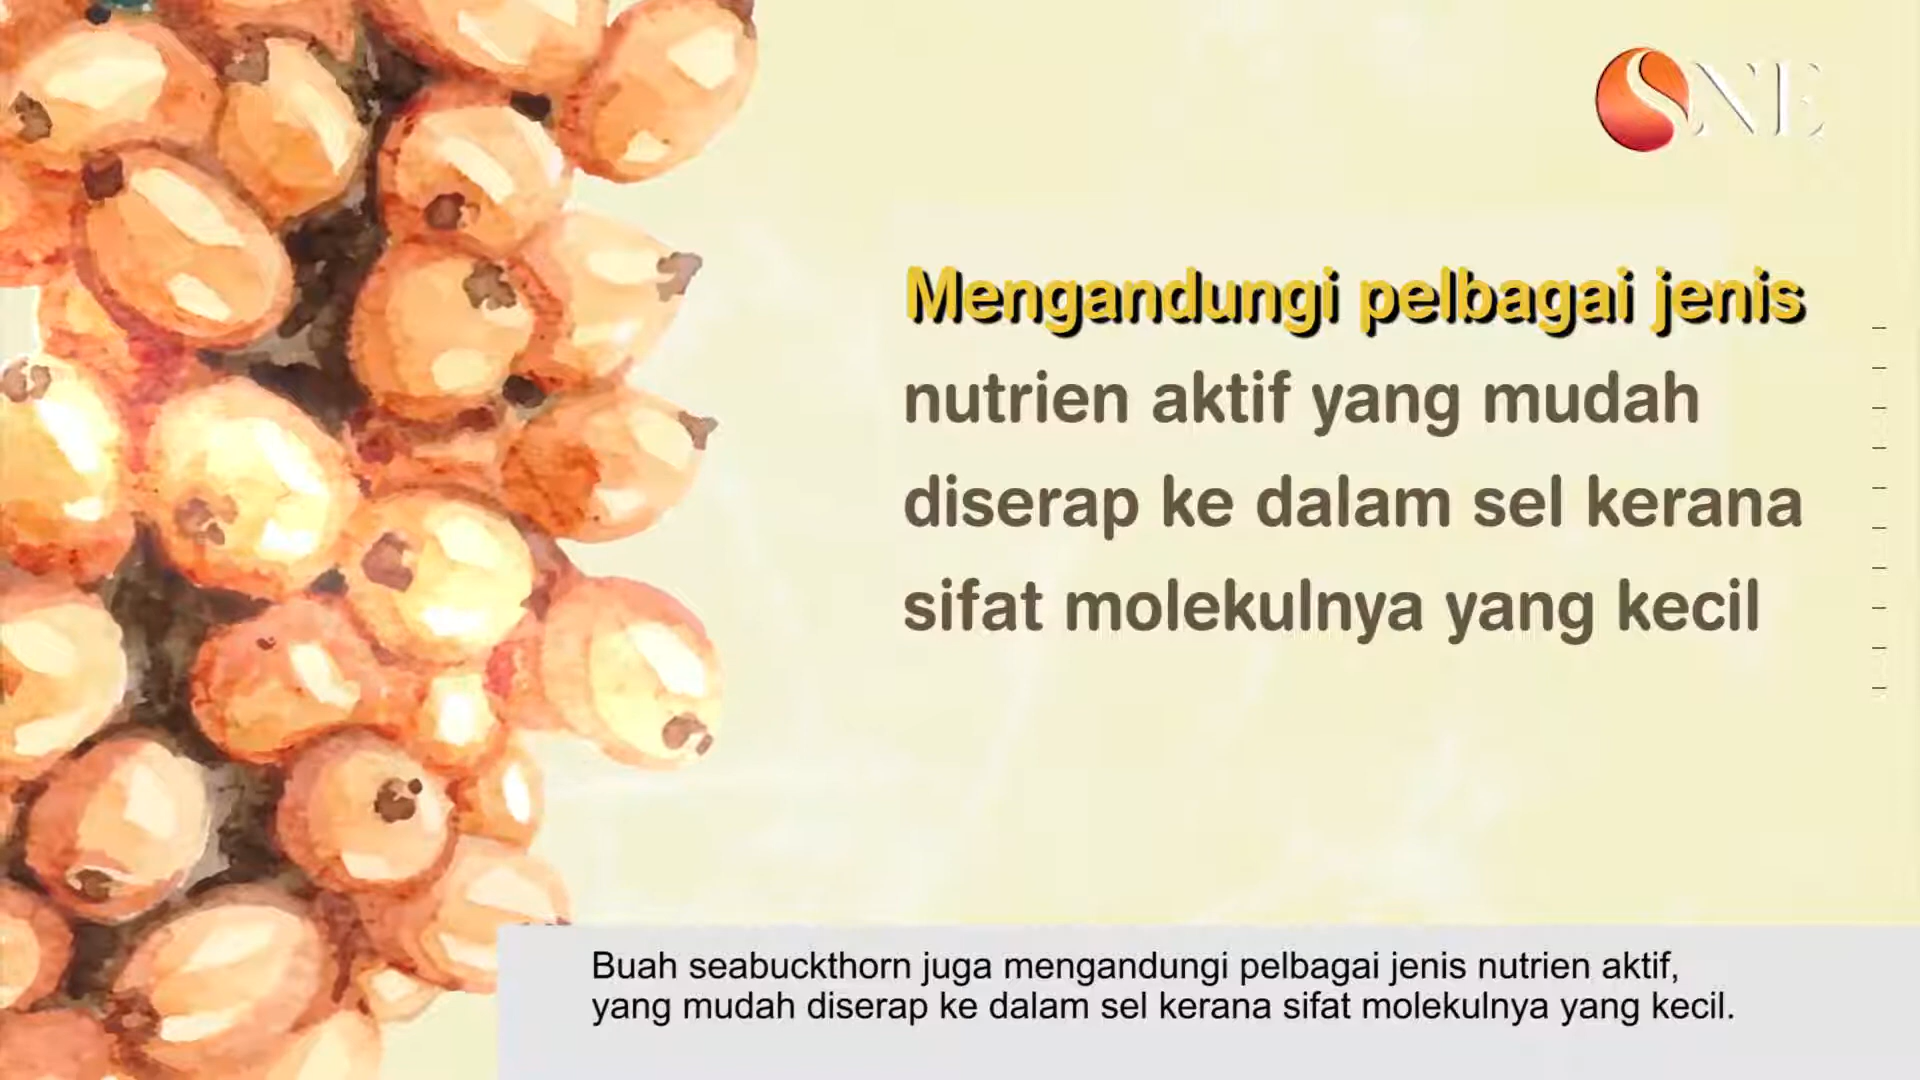 SNE
Mengandungi pelbagai jenis
nutrien aktif yang mudah
diserap ke dalam sel kerana
sifat molekulnya yang kecil
Buah seabuckthorn juga mengandungi pelbagai jenis nutrien aktif,
yang mudah diserap ke dalam sel kerana sifat molekulnya yang kecil.